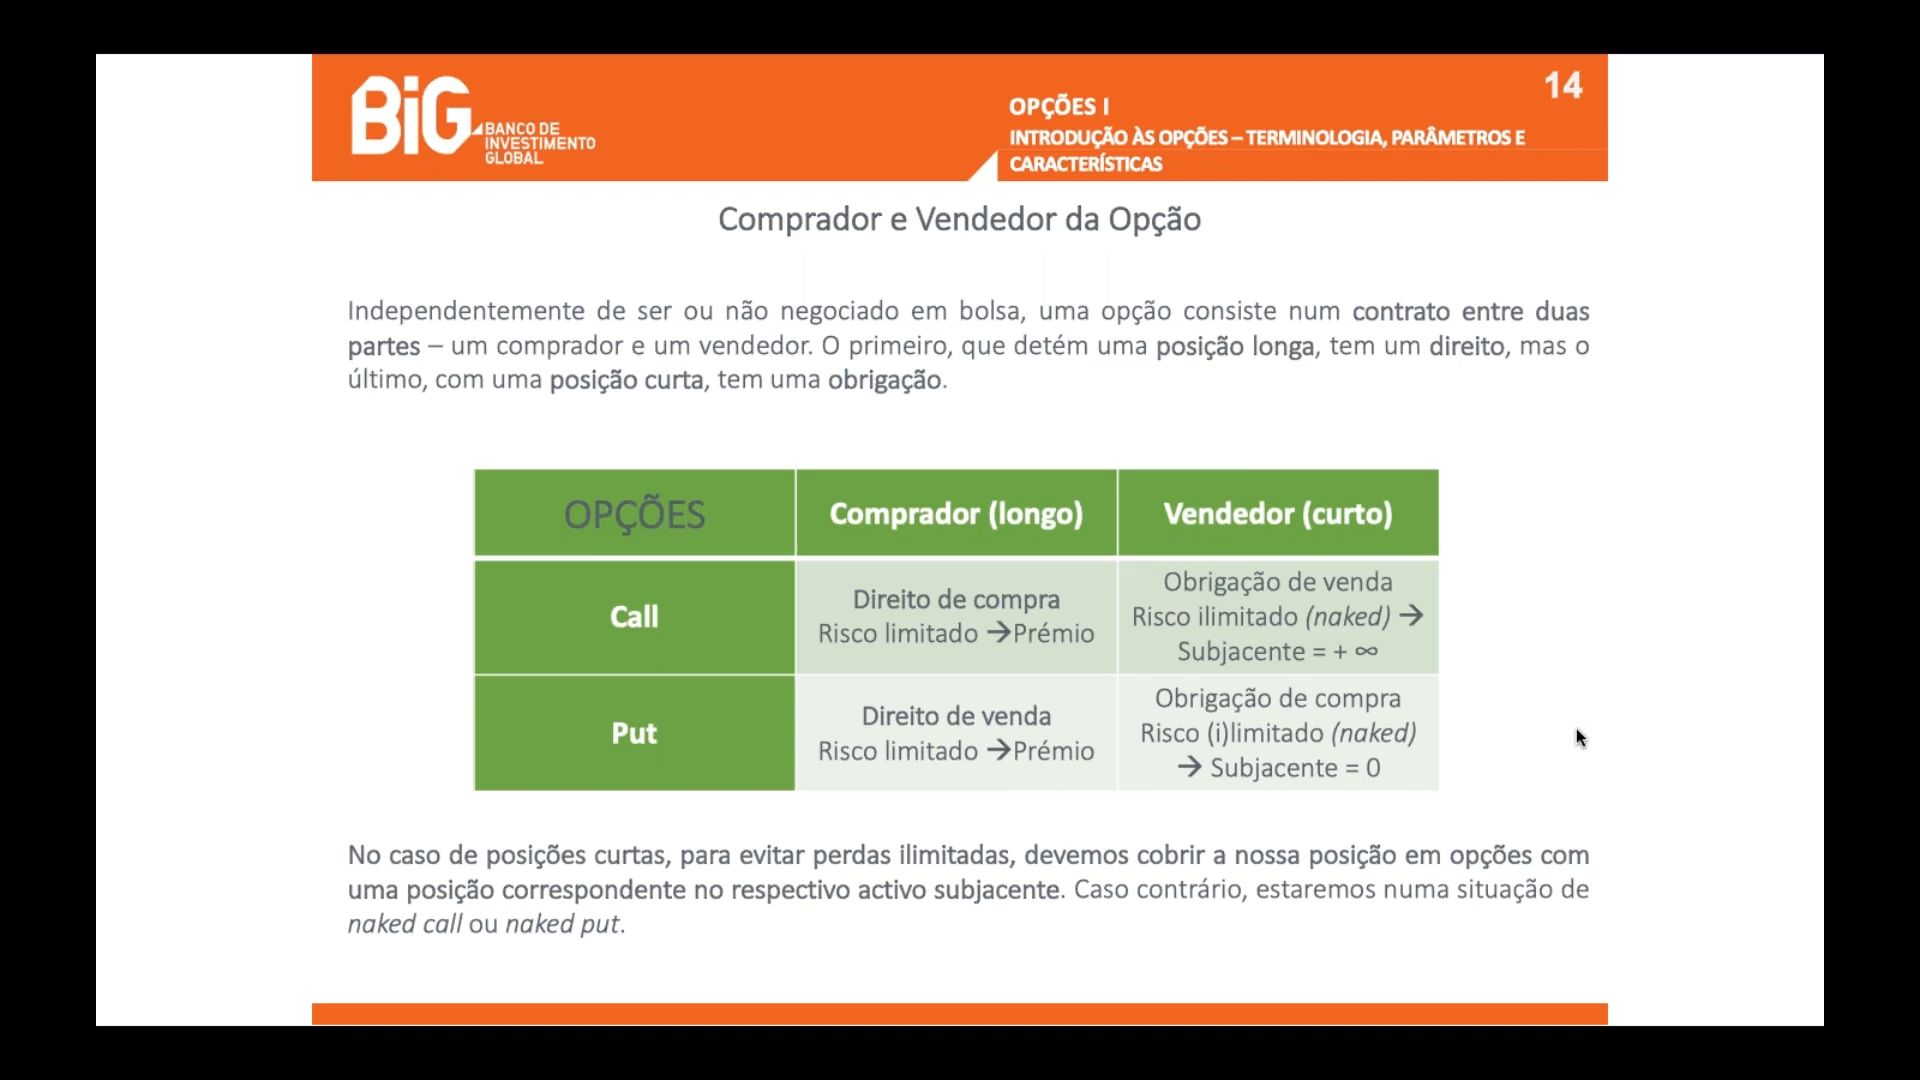 BiG
BANCO DE
INVESTIMENTO
GLOBAL
14
OPÇÕES I
INTRODUÇÃO ÀS OPÇÕES – TERMINOLOGIA, PARÂMETROS E
CARACTERÍSTICAS
Comprador e Vendedor da Opção
Independentemente de ser ou não negociado em bolsa, uma opção consiste num contrato entre duas
partes – um comprador e um vendedor. O primeiro, que detém uma posição longa, tem um direito, mas o
último, com uma posição curta, tem uma obrigação.
OPÇÕES
Comprador (longo)
Vendedor (curto)
Call
Direito de compra
Risco limitado →Prémio
Obrigação de venda
Risco ilimitado (naked) →
Subjacente = + ∞
Put
Direito de venda
Risco limitado →Prémio
Obrigação de compra
Risco (i)limitado (naked)
→ Subjacente = 0
No caso de posições curtas, para evitar perdas ilimitadas, devemos cobrir a nossa posição em opções com
uma posição correspondente no respectivo activo subjacente. Caso contrário, estaremos numa situação de
naked call ou naked put.